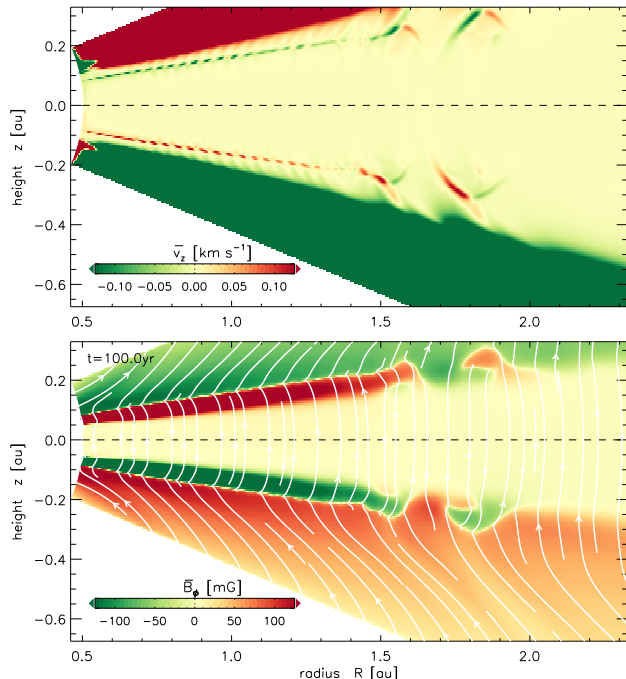 0.2
0.0
−0.2
−0.4
−0.6
height z [au]
v̄z [km s⁻¹]
−0.10 −0.05 0.00 0.05 0.10
0.5 1.0 1.5 2.0
t=100.0yr
0.2
0.0
−0.2
−0.4
−0.6
height z [au]
B̄ϕ [mG]
−100 −50 0 50 100
0.5 1.0 1.5 2.0
radius R [au]